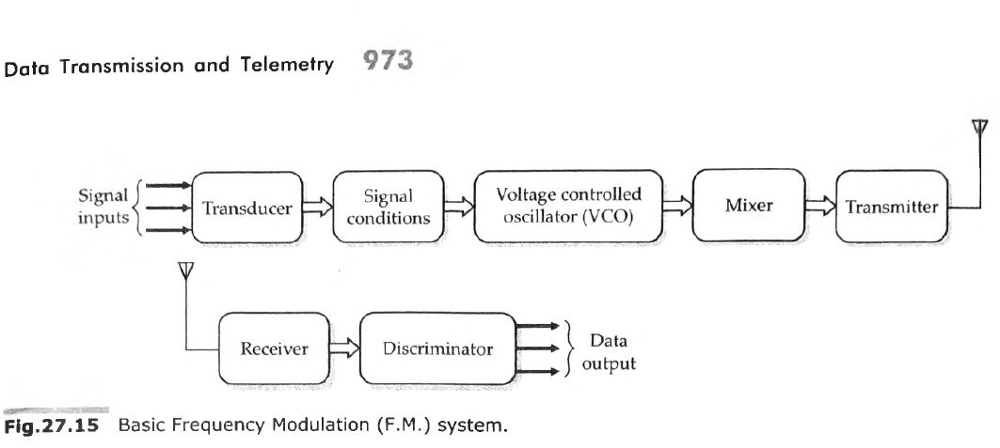 Data Transmission and Telemetry 973
Signal
inputs
Transducer
Signal
conditions
Voltage controlled
oscillator (VCO)
Mixer
Transmitter
Receiver
Discriminator
Data
output
Fig.27.15 Basic Frequency Modulation (F.M.) system.